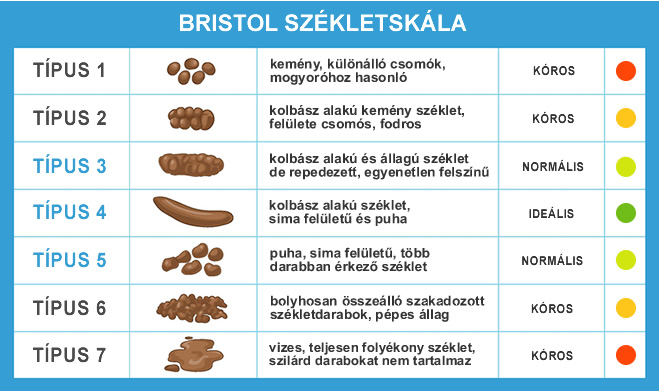 BRISTOL SZÉKLETSKÁLA
TÍPUS 1
kemény, különálló csomók,
mogyoróhoz hasonló
KÓROS
TÍPUS 2
kolbász alakú kemény széklet,
felülete csomós, fodros
KÓROS
TÍPUS 3
kolbász alakú és állagú széklet
de repedezett, egyenetlen felszínű
NORMÁLIS
TÍPUS 4
kolbász alakú széklet,
sima felületű és puha
IDEÁLIS
TÍPUS 5
puha, sima felületű, több
darabban érkező széklet
NORMÁLIS
TÍPUS 6
bolyhosan összeálló szakadozott
székletdarabok, pépes állag
KÓROS
TÍPUS 7
vizes, teljesen folyékony széklet,
szilárd darabokat nem tartalmaz
KÓROS